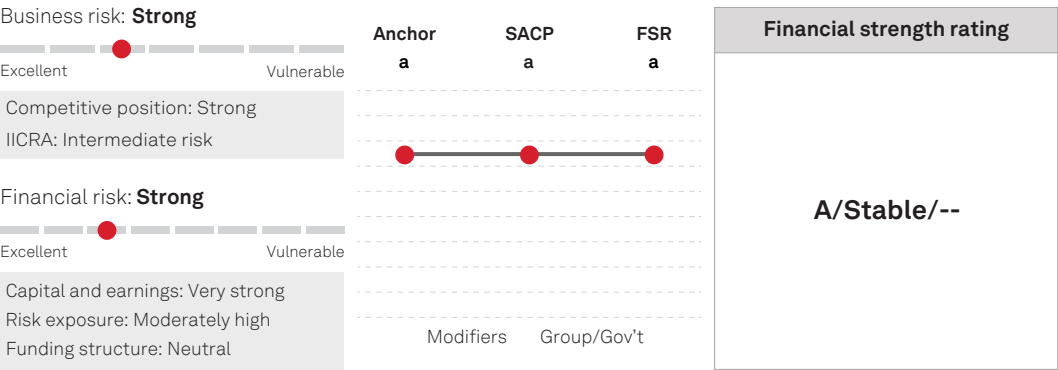 Business risk: Strong
Excellent Vulnerable
Competitive position: Strong
IICRA: Intermediate risk
Financial risk: Strong
Excellent Vulnerable
Capital and earnings: Very strong
Risk exposure: Moderately high
Funding structure: Neutral
Anchor SACP FSR
a a a
Modifiers Group/Gov't
Financial strength rating
A/Stable/--